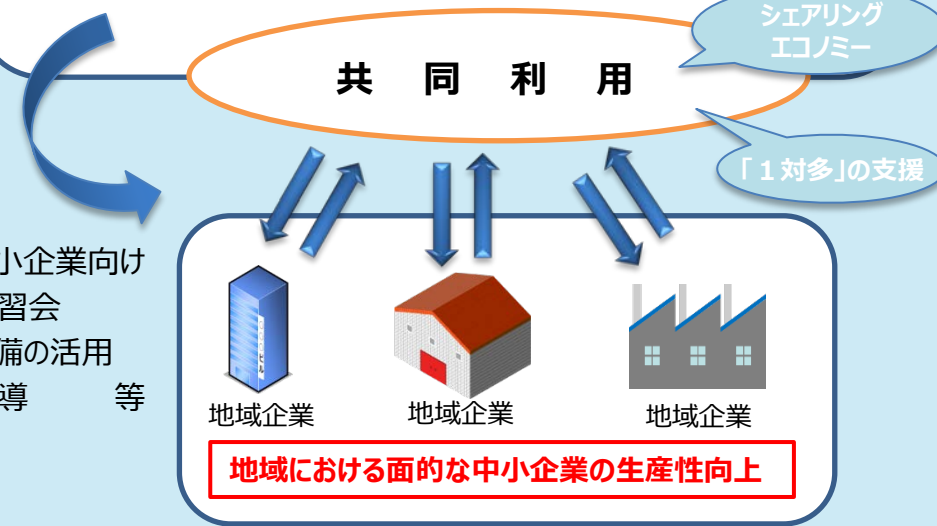 シェアリング
エコノミー
共 同 利 用
「１対多」の支援
小企業向け
習会
備の活用
導 等
地域企業
地域企業
地域企業
地域における面的な中小企業の生産性向上